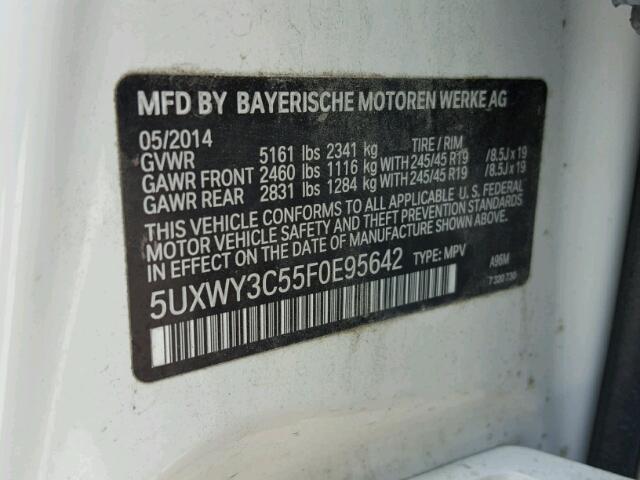 MFD BY BAYERISCHE MOTOREN WERKE AG
05/2014 TIRE / RIM
GVWR 5161 lbs 2341 kg
GAWR FRONT 2460 lbs 1116 kg WITH 245/45 R19 /8.5J x 19
GAWR REAR 2831 lbs 1284 kg WITH 245/45 R19 /8.5J x 19
THIS VEHICLE CONFORMS TO ALL APPLICABLE U.S. FEDERAL
MOTOR VEHICLE SAFETY AND THEFT PREVENTION STANDARDS
IN EFFECT ON THE DATE OF MANUFACTURE SHOWN ABOVE.
5UXWY3C55F0E95642 TYPE: MPV A96M
7 320 730